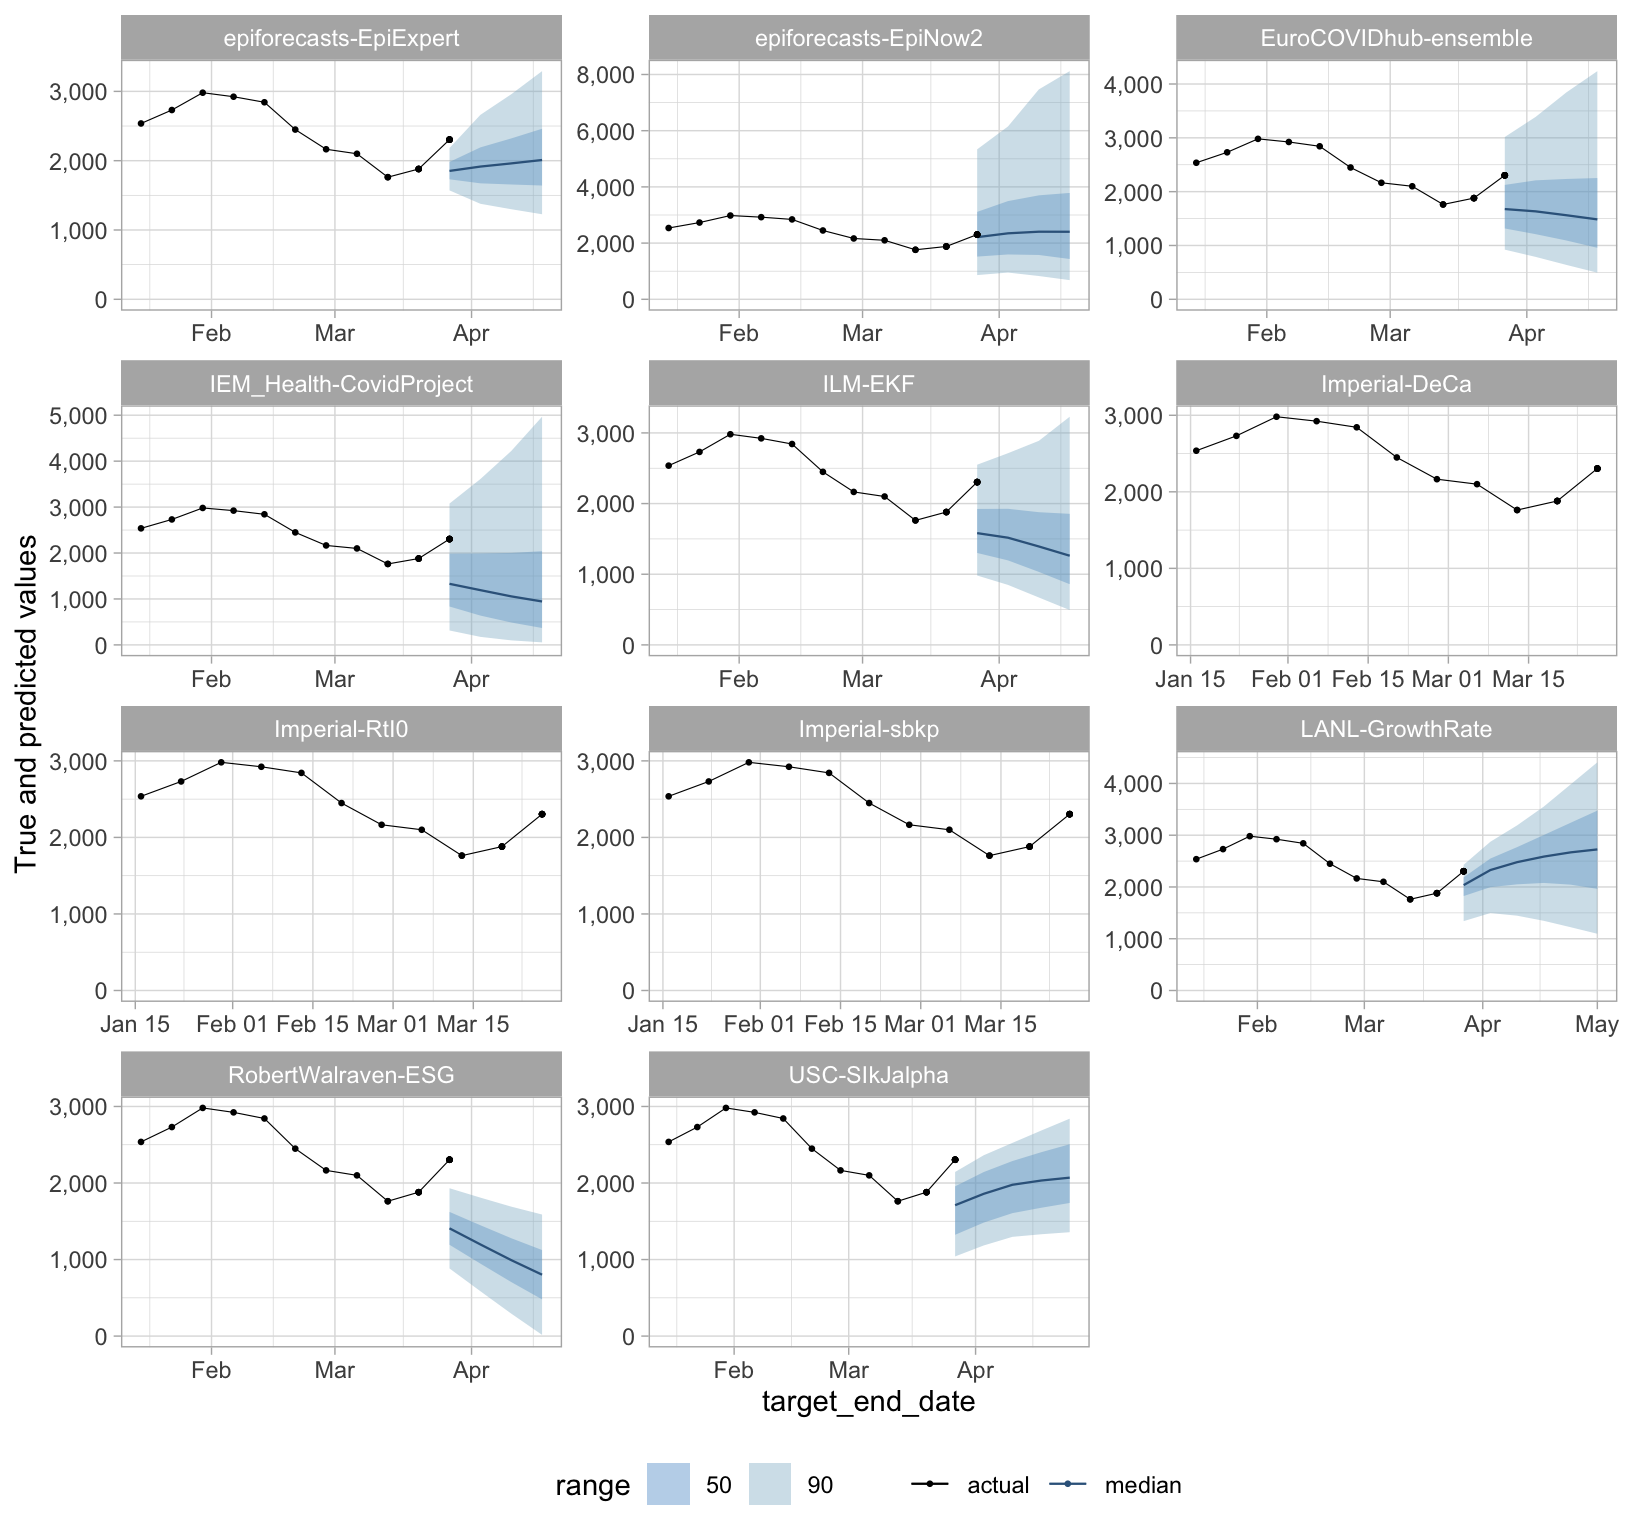 epiforecasts-EpiExpert epiforecasts-EpiNow2 EuroCOVIDhub-ensemble
3,000 2,000 1,000 0
8,000 6,000 4,000 2,000 0
4,000 3,000 2,000 1,000 0
Feb Mar Apr Feb Mar Apr Feb Mar Apr
IEM_Health-CovidProject ILM-EKF Imperial-DeCa
5,000 4,000 3,000 2,000 1,000 0
3,000 2,000 1,000 0
3,000 2,000 1,000 0
Feb Mar Apr Feb Mar Apr Jan 15 Feb 01 Feb 15 Mar 01 Mar 15
True and predicted values
Imperial-RtI0 Imperial-sbkp LANL-GrowthRate
3,000 2,000 1,000 0
3,000 2,000 1,000 0
4,000 3,000 2,000 1,000 0
Jan 15 Feb 01 Feb 15 Mar 01 Mar 15 Jan 15 Feb 01 Feb 15 Mar 01 Mar 15 Feb Mar Apr May
RobertWalraven-ESG USC-SIkJalpha
3,000 2,000 1,000 0
3,000 2,000 1,000 0
Feb Mar Apr Feb Mar Apr
target_end_date
range 50 90 actual median